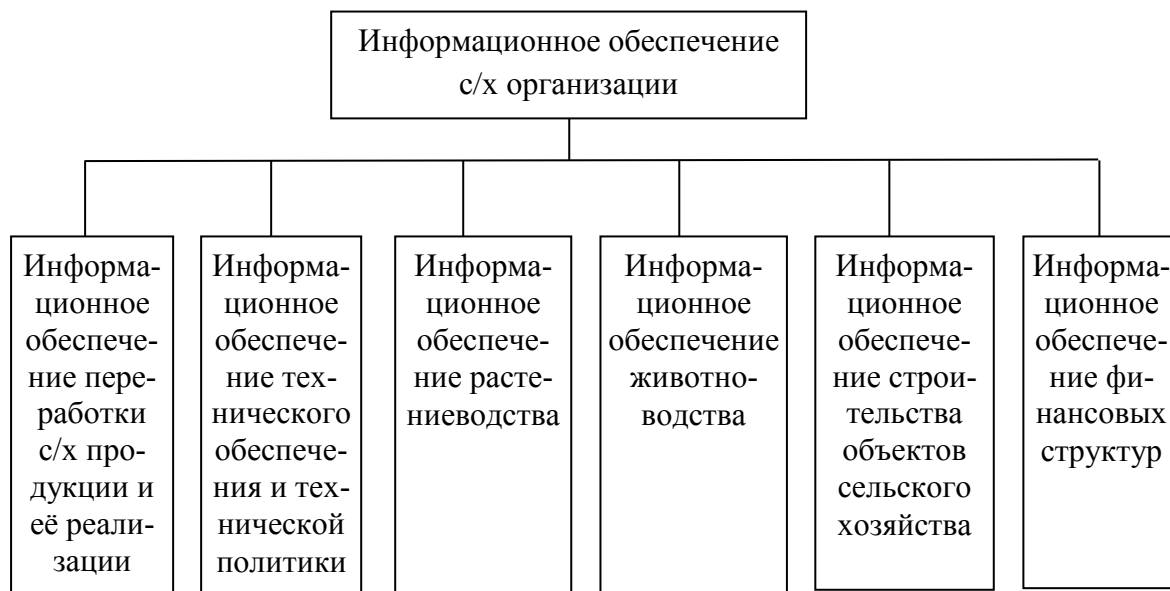 Информационное обеспечение
с/х организации
Информа-
ционное
обеспече-
ние пере-
работки
с/х про-
дукции и
её реали-
зации
Информа-
ционное
обеспече-
ние тех-
нического
обеспече-
ния и тех-
нической
политики
Информа-
ционное
обеспече-
ние расте-
ниеводства
Информа-
ционное
обеспечение
животно-
водства
Информа-
ционное
обеспече-
ние строи-
тельства
объектов
сельского
хозяйства
Информа-
ционное
обеспече-
ние фи-
нансовых
структур